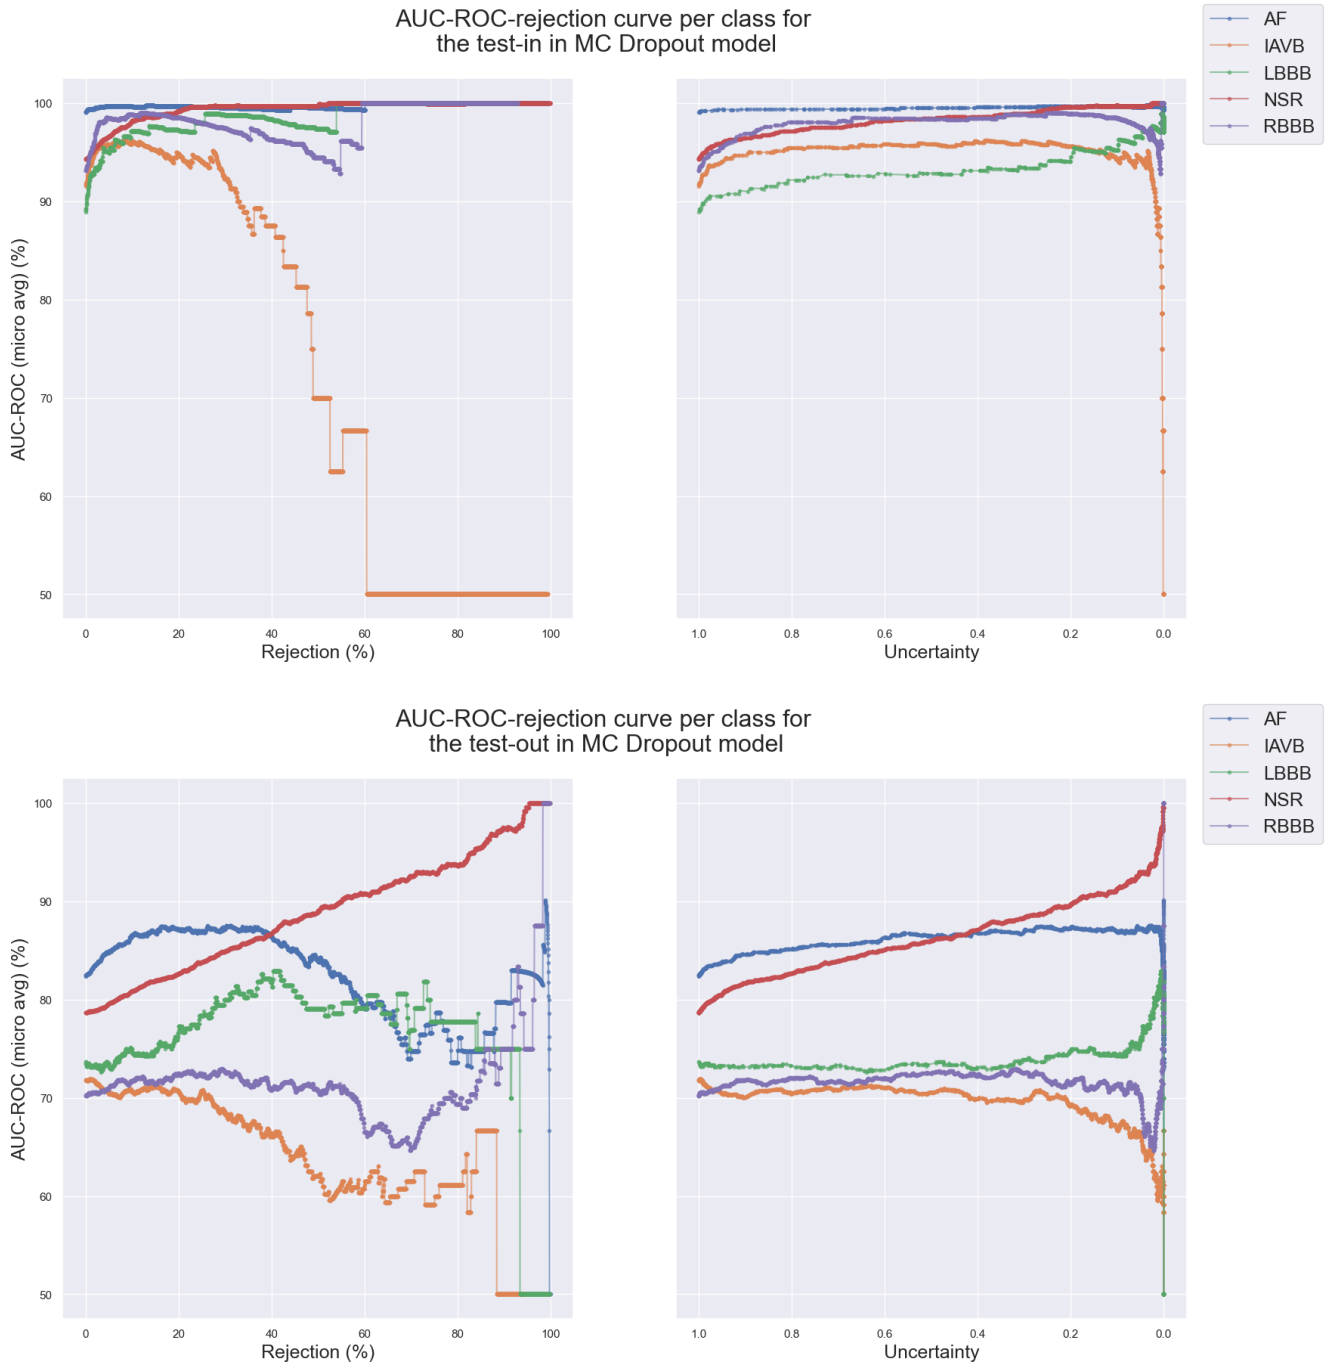 AUC-ROC-rejection curve per class for
the test-in in MC Dropout model
AF
IAVB
LBBB
NSR
RBBB
AUC-ROC (micro avg) (%)
100
90
80
70
60
50
0 20 40 60 80 100
Rejection (%)
1.0 0.8 0.6 0.4 0.2 0.0
Uncertainty
AUC-ROC-rejection curve per class for
the test-out in MC Dropout model
AF
IAVB
LBBB
NSR
RBBB
AUC-ROC (micro avg) (%)
100
90
80
70
60
50
0 20 40 60 80 100
Rejection (%)
1.0 0.8 0.6 0.4 0.2 0.0
Uncertainty